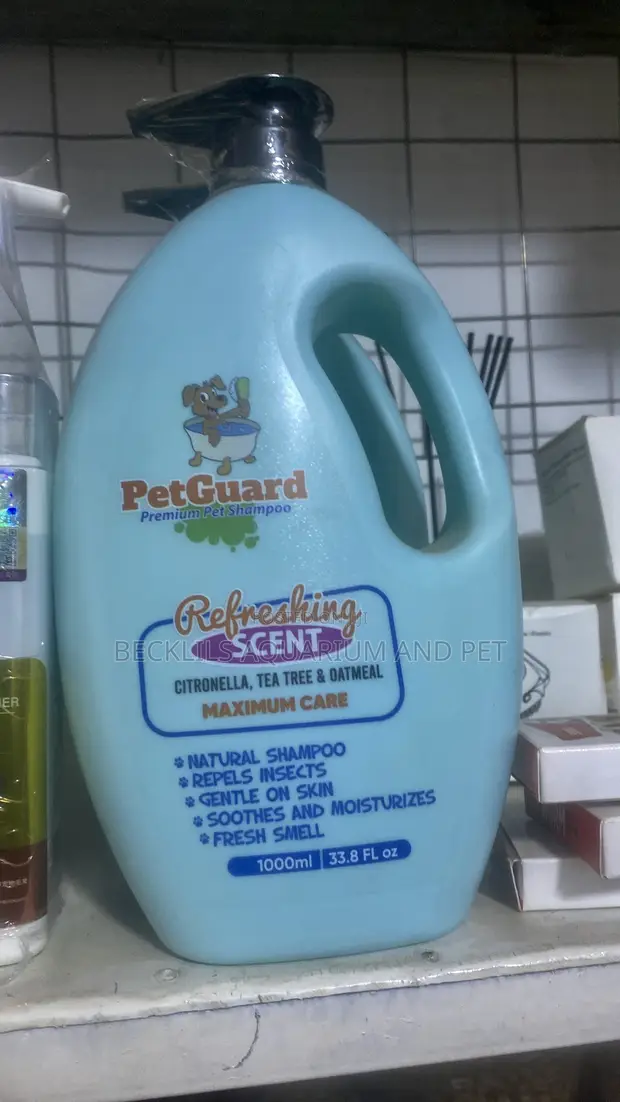 PetGuard
Premium Pet Shampoo
Refreshing
SCENT
BECKLILS AQUARIUM AND PET
CITRONELLA, TEA TREE & OATMEAL
MAXIMUM CARE
NATURAL SHAMPOO
REPELS INSECTS
GENTLE ON SKIN
SOOTHES AND MOISTURIZES
FRESH SMELL
1000ml | 33.8 FL oz